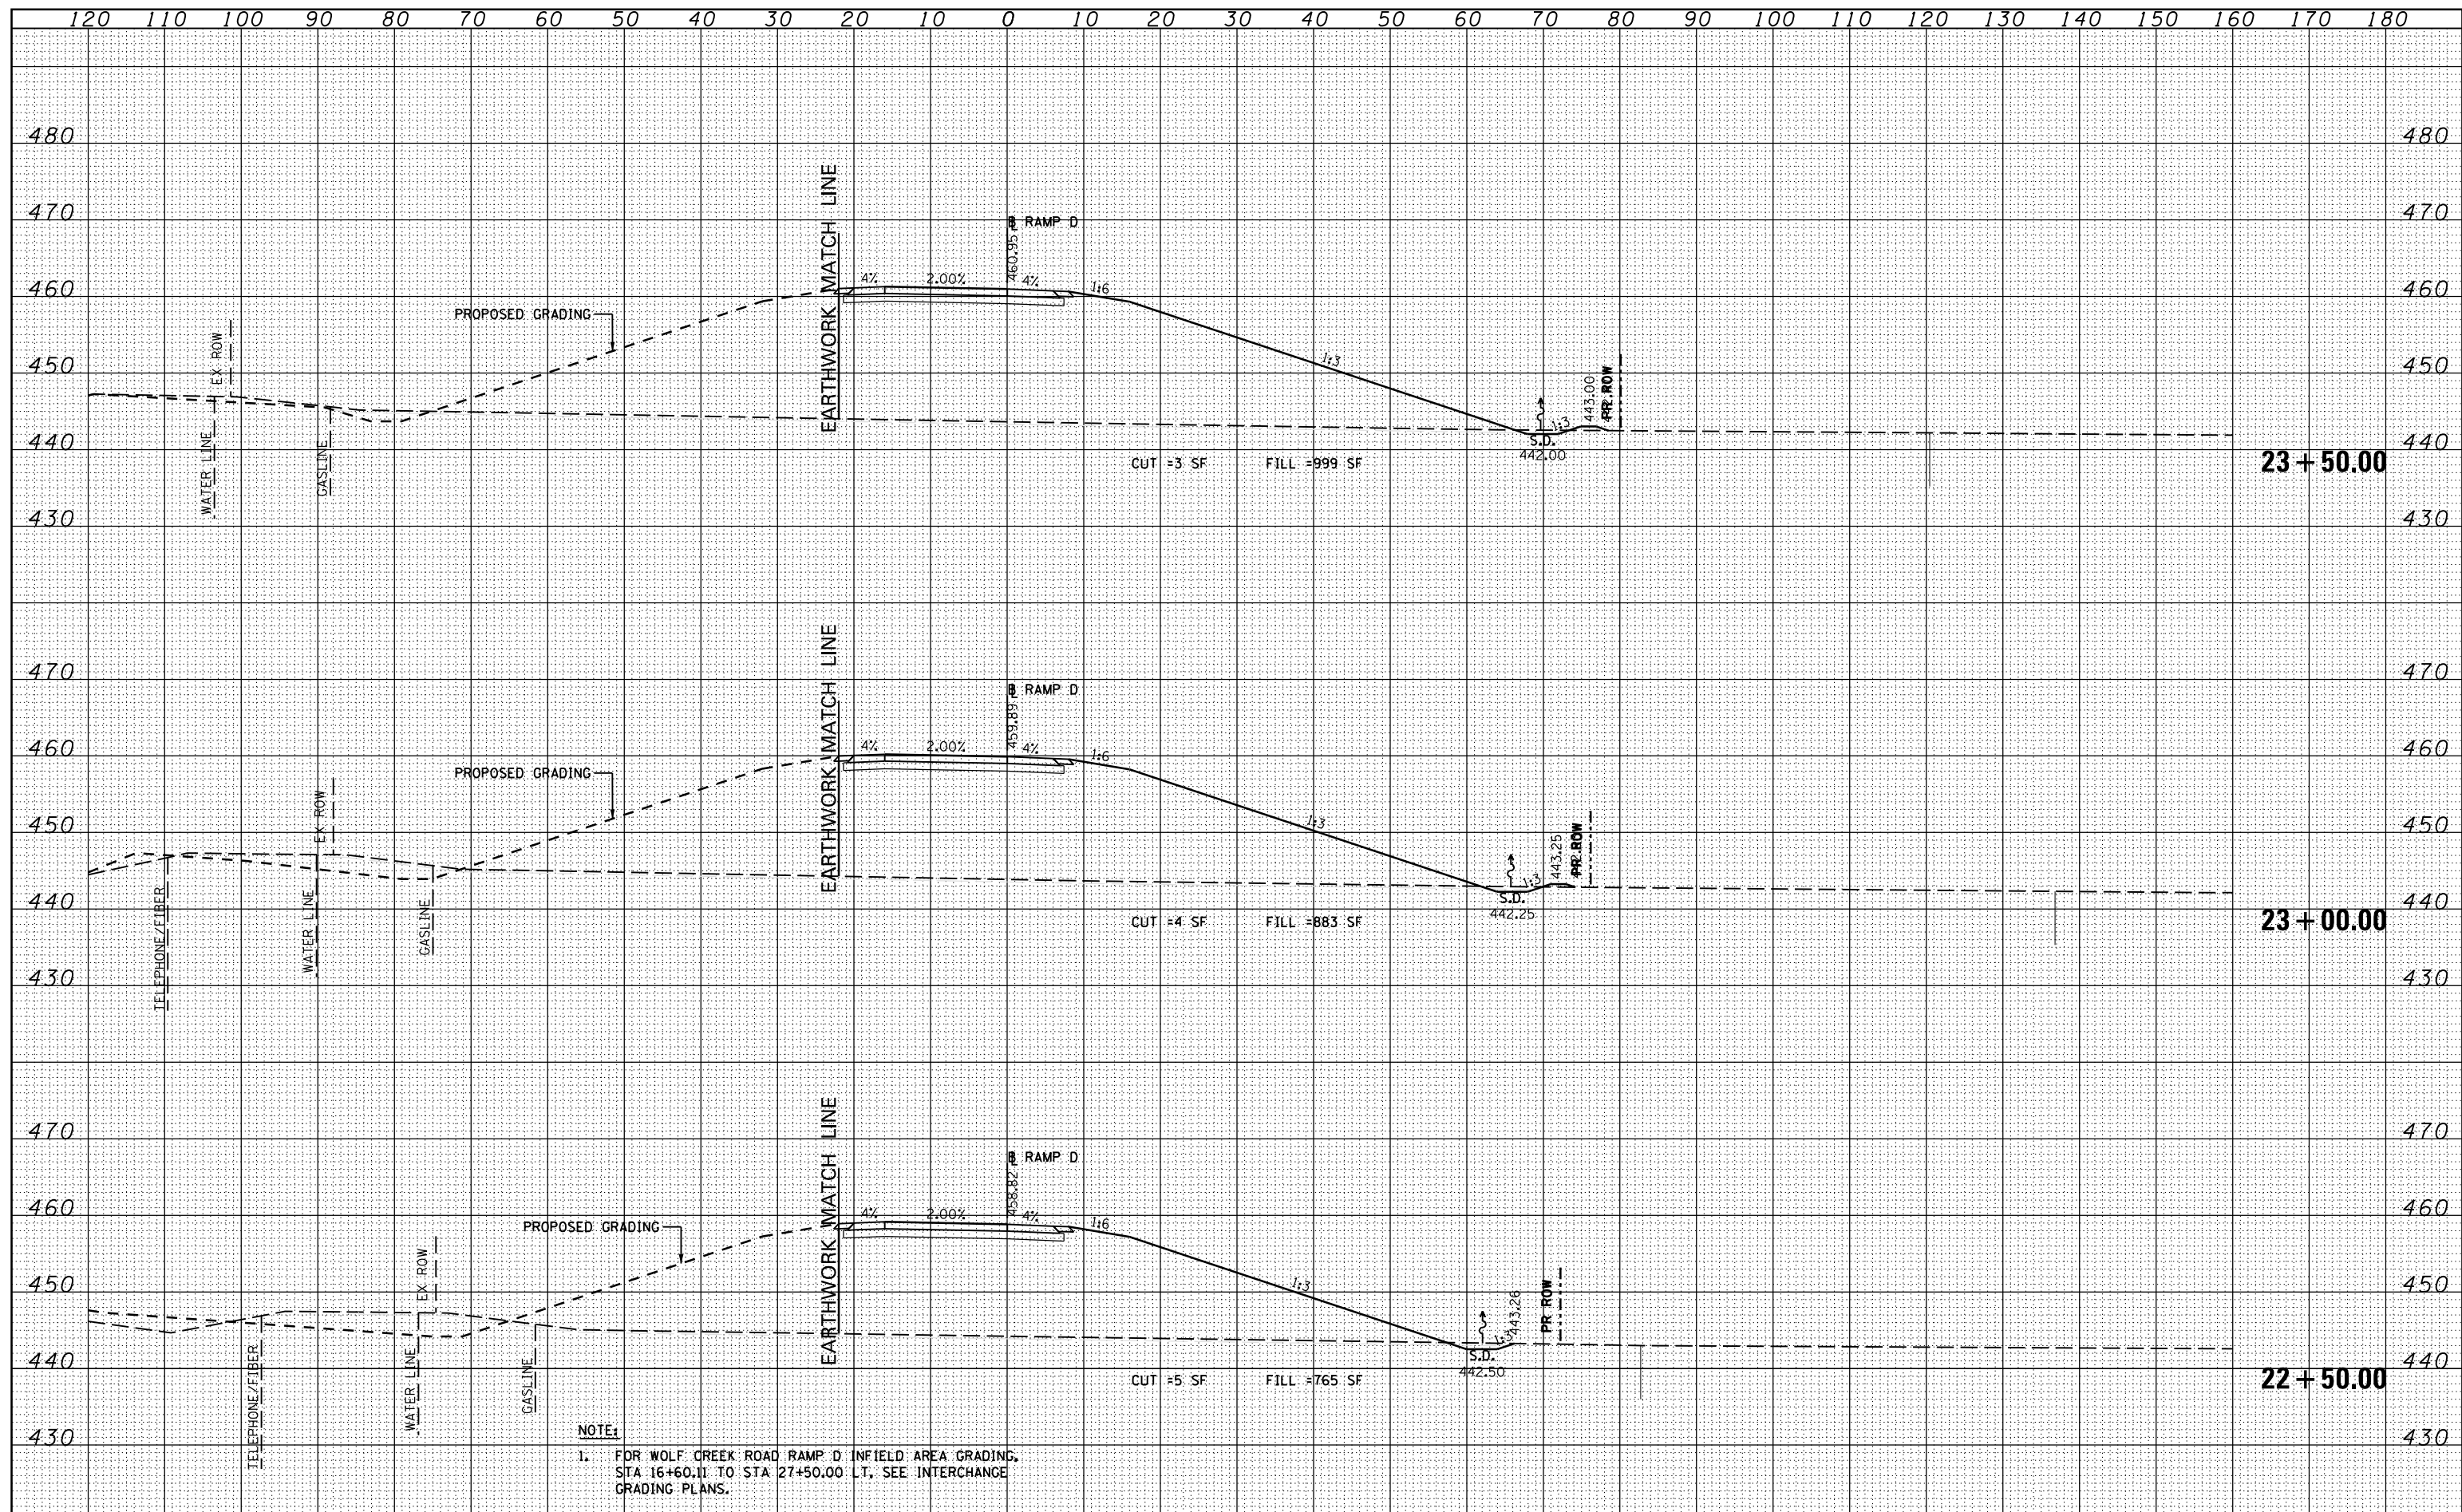 120 110 100 90 80 70 60 50 40 30 20 10 0 10 20 30 40 50 60 70 80 90 100 110 120 130 140 150 160 170 180
480 480
470 470
EARTHWORK MATCH LINE
℄ RAMP D
460.95
4% 2.00% 4% 1:6
460 460
PROPOSED GRADING
EX ROW
450 450
1:3
443.00
PR ROW
1:3
WATER LINE
GASLINE
440 440
S.D.
442.00
CUT =3 SF FILL =999 SF
23+50.00
430 430
470 470
EARTHWORK MATCH LINE
℄ RAMP D
459.89
4% 2.00% 4% 1:6
460 460
PROPOSED GRADING
EX ROW
450 450
1:3
443.25
PR ROW
1:3
TELEPHONE/FIBER
WATER LINE
GASLINE
440 440
S.D.
442.25
CUT =4 SF FILL =883 SF
23+00.00
430 430
470 470
EARTHWORK MATCH LINE
℄ RAMP D
458.82
4% 2.00% 4% 1:6
460 460
PROPOSED GRADING
EX ROW
450 450
1:3
443.26
PR ROW
1:3
TELEPHONE/FIBER
WATER LINE
GASLINE
440 440
S.D.
442.50
CUT =5 SF FILL =765 SF
22+50.00
430 430
NOTE:
1. FOR WOLF CREEK ROAD RAMP D INFIELD AREA GRADING,
STA 16+60.11 TO STA 27+50.00 LT, SEE INTERCHANGE
GRADING PLANS.